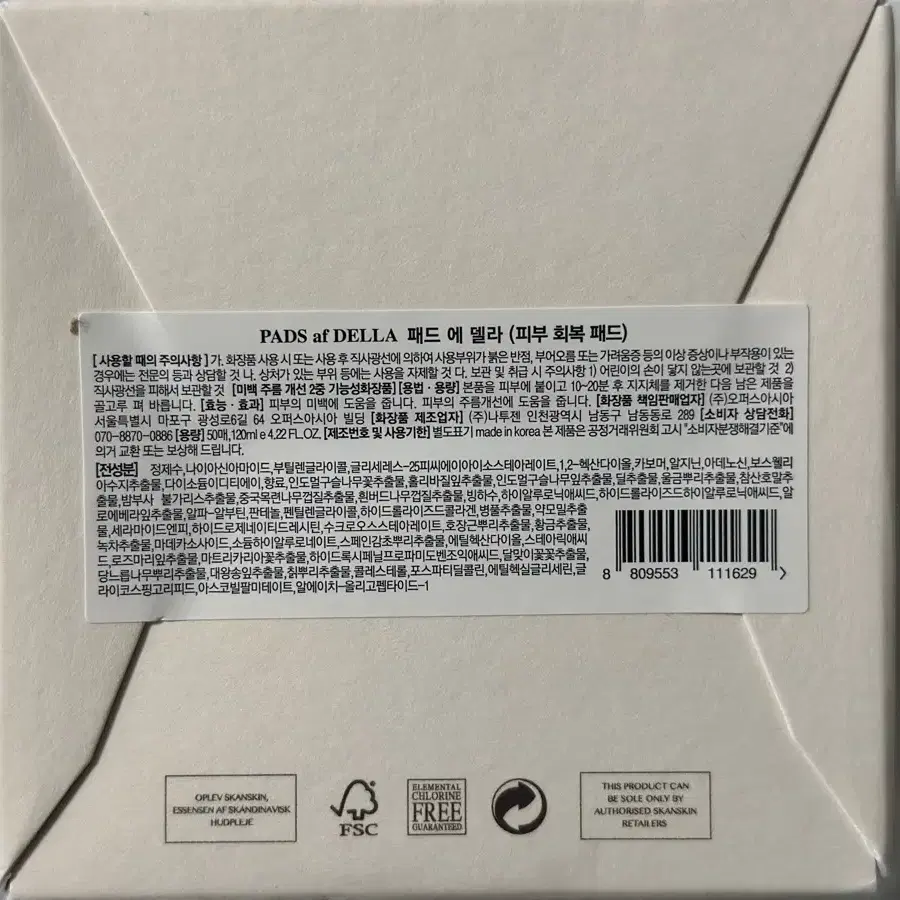 PADS af DELLA 패드 에 델라 (피부 회복 패드)
[ 사용할 때의 주의사항 ] 가. 화장품 사용 시 또는 사용 후 직사광선에 의하여 사용부위가 붉은 반점, 부어오름 또는 가려움증 등의 이상 증상이나 부작용이 있는
경우에는 전문의 등과 상담할 것 나. 상처가 있는 부위 등에는 사용을 자제할 것 다. 보관 및 취급 시 주의사항 1) 어린이의 손이 닿지 않는곳에 보관할 것 2)
직사광선을 피해서 보관할 것 [미백 주름 개선 2중 기능성화장품] [용법 · 용량] 본품을 피부에 붙이고 10~20분 후 지지체를 제거한 다음 남은 제품을
골고루 펴 바릅니다. [효능 · 효과] 피부의 미백에 도움을 줍니다. 피부의 주름개선에 도움을 줍니다. [화장품 책임판매업자] (주)오퍼스아시아
서울특별시 마포구 광성로6길 64 오퍼스아시아 빌딩 [화장품 제조업자] (주)나투젠 인천광역시 남동구 남동동로 289 [소비자 상담전화]
070-8870-0886 [용량] 50매, 120ml e 4.22 FL.OZ. [제조번호 및 사용기한] 별도표기 made in korea 본 제품은 공정거래위원회 고시 "소비자분쟁해결기준"에
의거 교환 또는 보상해 드립니다.
[전성분] 정제수,나이아신아마이드,부틸렌글라이콜,글리세레스-25피씨에이아이소스테아레이트,1,2-헥산다이올,카보머,알지닌,아데노신,보스웰리
아수지추출물,다이소듐이디티에이,향료,인도멀구슬나무꽃추출물,홀리바질잎추출물,인도멀구슬나무잎추출물,딜추출물,울금뿌리추출물,참산호말추
출물,밤부사 불가리스추출물,중국목련나무껍질추출물,흰버드나무껍질추출물,빙하수,하이알루로닉애씨드,하이드롤라이즈드하이알루로닉애씨드,알
로에베라잎추출물,알파-알부틴,판테놀,펜틸렌글라이콜,하이드롤라이즈드콜라겐,병풀추출물,약모밀추출
물,세라마이드엔피,하이드로제네이티드레시틴,수크로오스스테아레이트,호장근뿌리추출물,황금추출물,
녹차추출물,마데카소사이드,소듐하이알루로네이트,스페인감초뿌리추출물,에틸헥산다이올,스테아릭애씨
드,로즈마리잎추출물,마트리카리아꽃추출물,하이드록시페닐프로파미도벤조익애씨드,달맞이꽃꽃추출물,
당느릅나무뿌리추출물,대왕송잎추출물,칡뿌리추출물,콜레스테롤,포스파티딜콜린,에틸헥실글리세린,글
라이코스핑고리피드,아스코빌팔미테이트,알에이차-올리고펩타이드-1
8 809553 111629 >
OPLEV SKANSKIN,
ESSENSEN AF SKANDINAVISK
HUDPLEJE
FSC
ELEMENTAL
CHLORINE
FREE
GUARANTEED
THIS PRODUCT CAN
BE SOLE ONLY BY
AUTHORISED SKANSKIN
RETAILERS